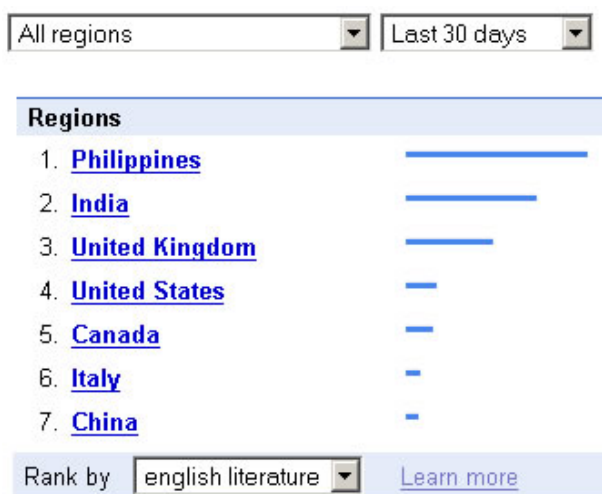 All regions Last 30 days
Regions
1. Philippines
2. India
3. United Kingdom
4. United States
5. Canada
6. Italy
7. China
Rank by english literature Learn more